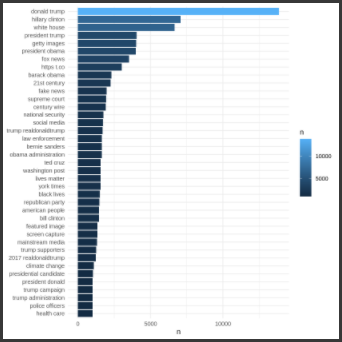 donald trump
hillary clinton
white house
president trump
getty images
president obama
fox news
https t.co
barack obama
21st century
fake news
supreme court
century wire
national security
social media
trump realdonaldtrump
law enforcement
bernie sanders
obama administration
ted cruz
washington post
lives matter
york times
black lives
republican party
american people
bill clinton
featured image
screen capture
mainstream media
trump supporters
2017 realdonaldtrump
climate change
presidential candidate
president donald
trump campaign
trump administration
police officers
health care
0 5000 10000
n
n
10000
5000